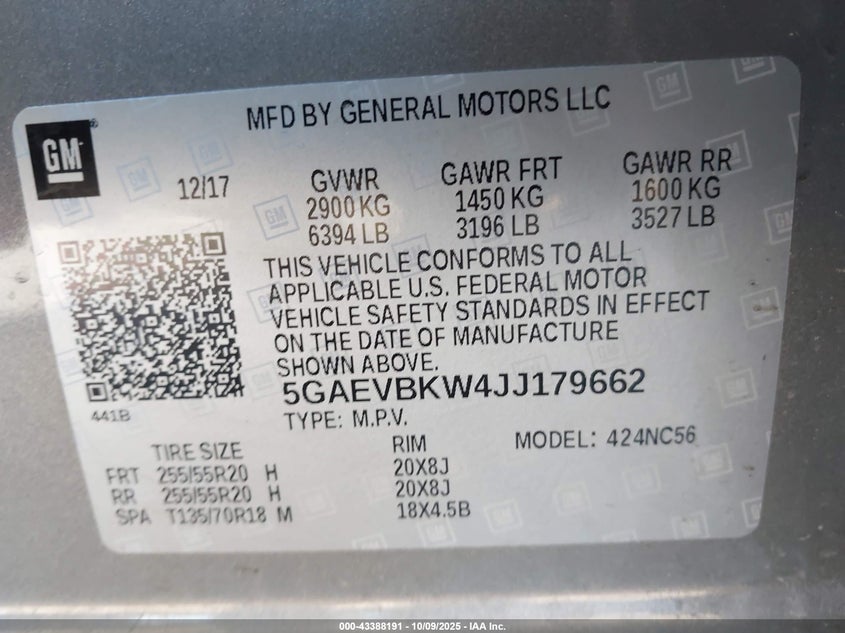 MFD BY GENERAL MOTORS LLC
GM
12/17
GVWR GAWR FRT GAWR RR
2900 KG 1450 KG 1600 KG
6394 LB 3196 LB 3527 LB
THIS VEHICLE CONFORMS TO ALL
APPLICABLE U.S. FEDERAL MOTOR
VEHICLE SAFETY STANDARDS IN EFFECT
ON THE DATE OF MANUFACTURE
SHOWN ABOVE.
5GAEVBKW4JJ179662
441B
TYPE: M.P.V.
MODEL: 424NC56
TIRE SIZE RIM
FRT 255/55R20 H 20X8J
RR 255/55R20 H 20X8J
SPA T135/70R18 M 18X4.5B
000-43388191 - 10/09/2025 - IAA Inc.